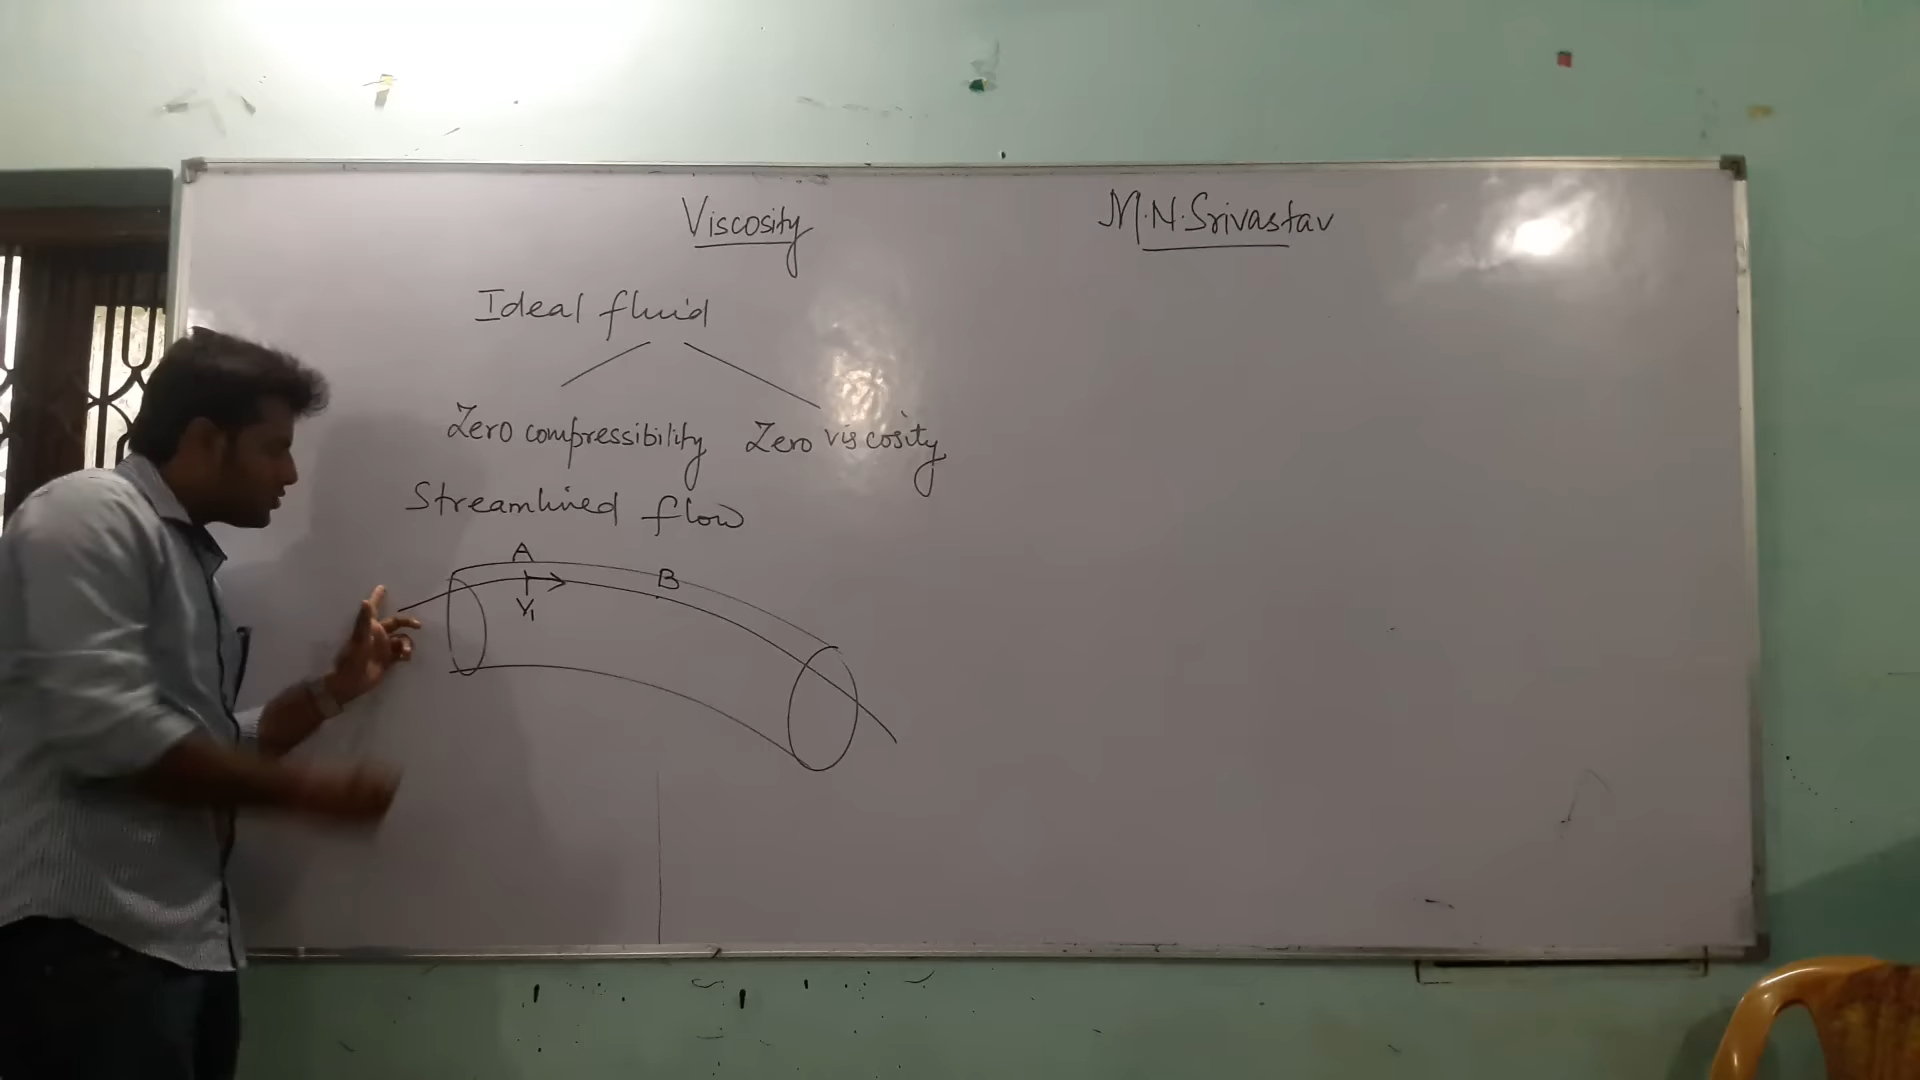 Viscosity
M.N.Srivastav
Ideal fluid
Zero compressibility Zero viscosity
Streamlined flow
A
B
V1